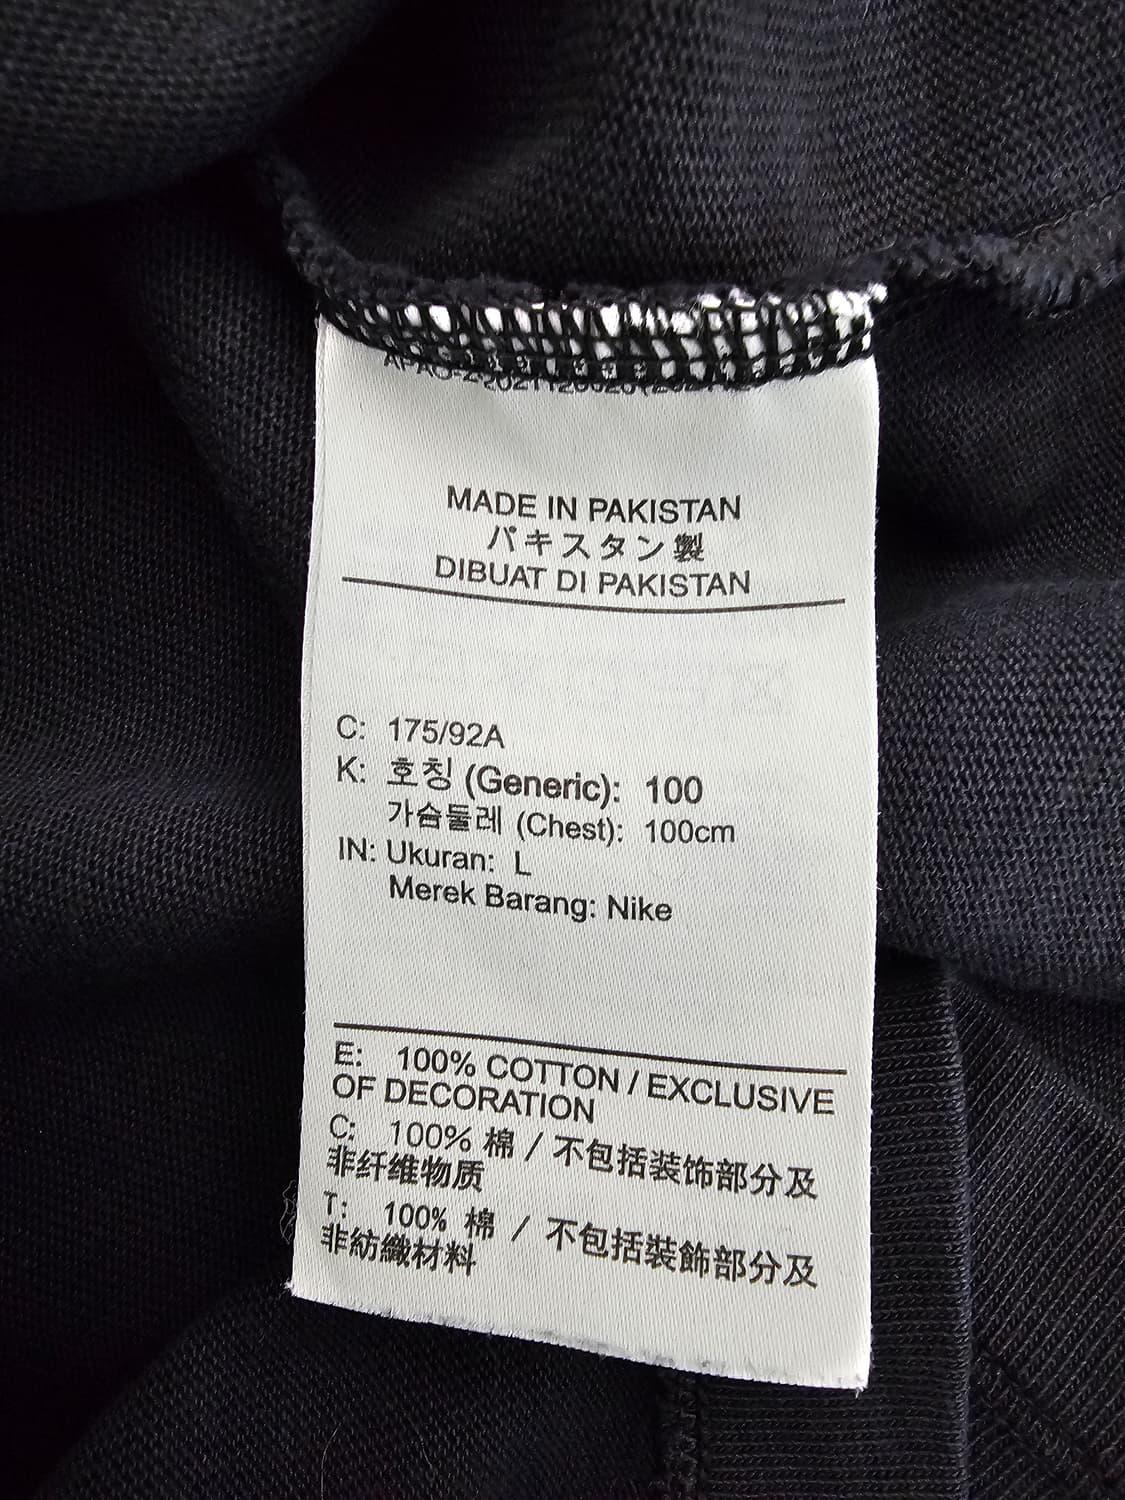 MADE IN PAKISTAN
パキスタン製
DIBUAT DI PAKISTAN
C: 175/92A
K: 호칭 (Generic): 100
가슴둘레 (Chest): 100cm
IN: Ukuran: L
Merek Barang: Nike
E: 100% COTTON / EXCLUSIVE
OF DECORATION
C: 100% 棉 / 不包括装饰部分及
非纤维物质
T: 100% 棉 / 不包括裝飾部分及
非紡織材料